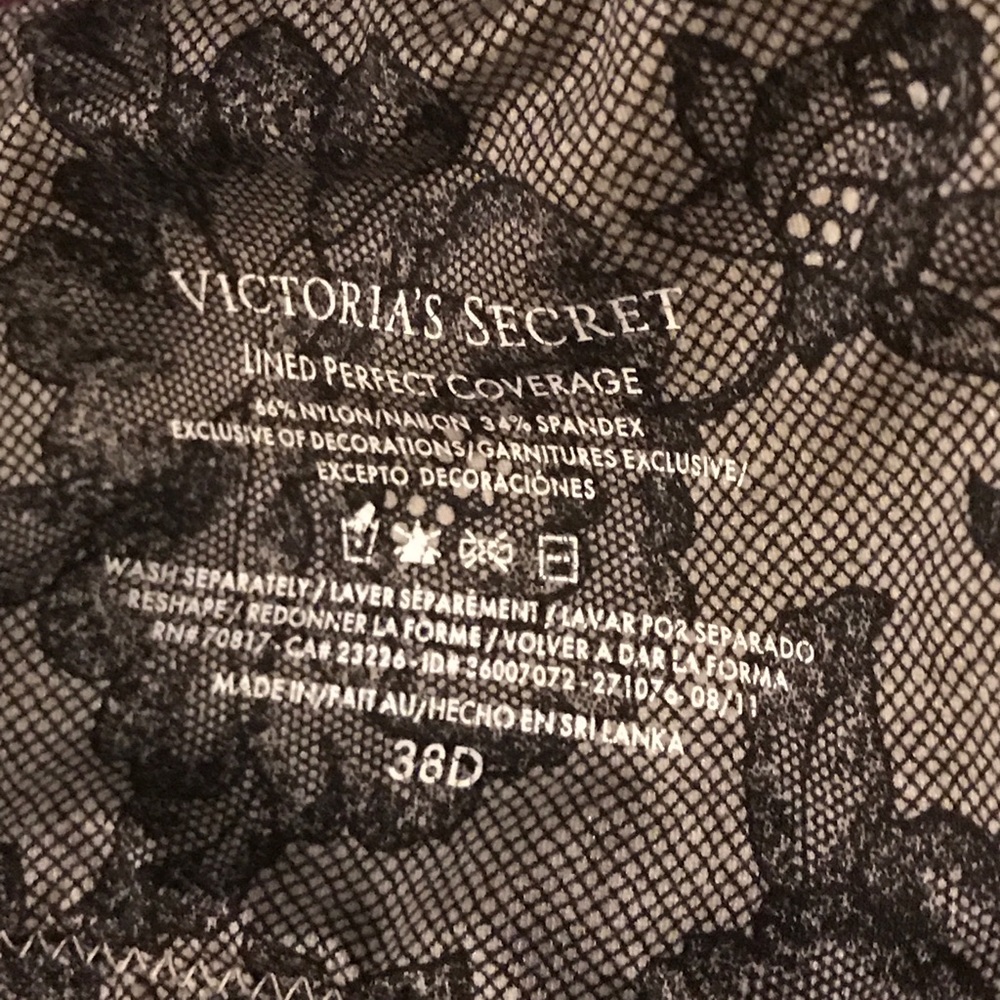 VICTORIA'S SECRET
LINED PERFECT COVERAGE
66% NYLON/NAILON 34% SPANDEX
EXCLUSIVE OF DECORATIONS/GARNITURES EXCLUSIVE/
EXCEPTO DECORACIÓNES
WASH SEPARATELY / LAVER SÉPARÉMENT / LAVAR POR SEPARADO
RESHAPE / REDONNER LA FORME / VOLVER A DAR LA FORMA
RN# 70817 - CA# 23226 - ID# 26007072 - 271076- 08/11
MADE IN/FAIT AU/HECHO EN SRI LANKA
38D